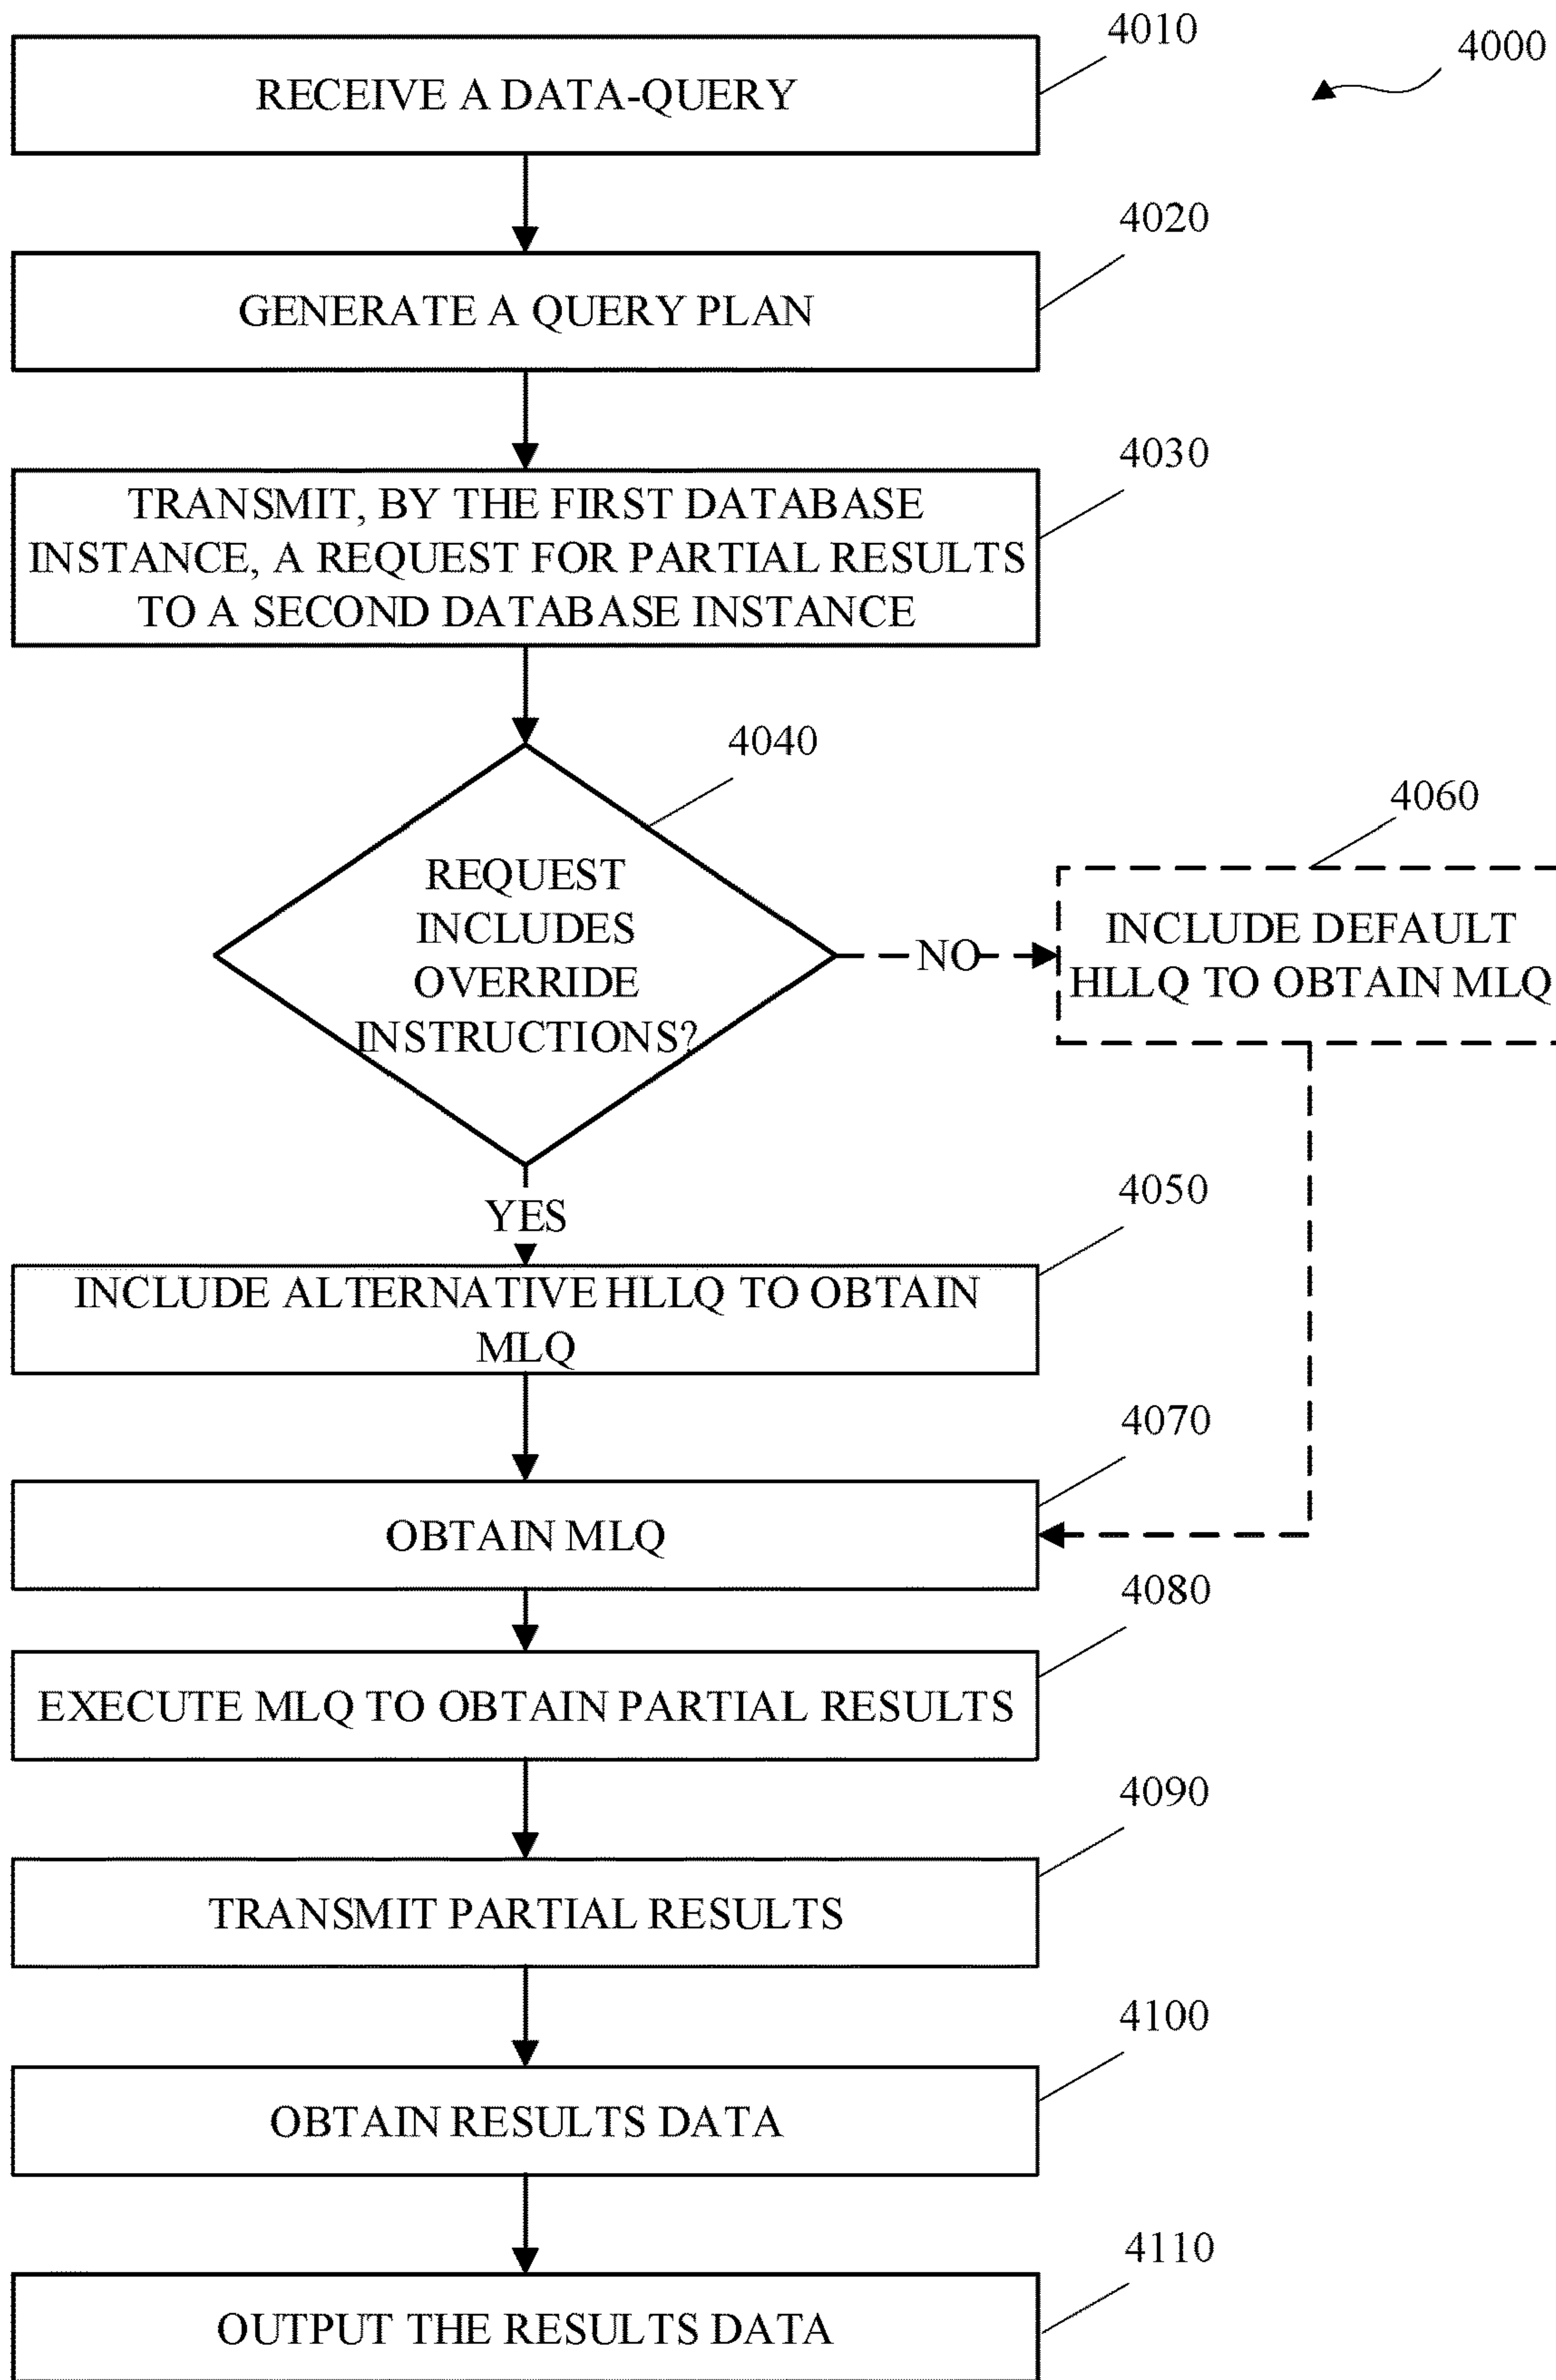 4010
4000
RECEIVE A DATA-QUERY
4020
GENERATE A QUERY PLAN
4030
TRANSMIT, BY THE FIRST DATABASE
INSTANCE, A REQUEST FOR PARTIAL RESULTS
TO A SECOND DATABASE INSTANCE
4040
REQUEST
INCLUDES
OVERRIDE
INSTRUCTIONS?
NO
4060
INCLUDE DEFAULT
HLLQ TO OBTAIN MLQ
YES
4050
INCLUDE ALTERNATIVE HLLQ TO OBTAIN
MLQ
4070
OBTAIN MLQ
4080
EXECUTE MLQ TO OBTAIN PARTIAL RESULTS
4090
TRANSMIT PARTIAL RESULTS
4100
OBTAIN RESULTS DATA
4110
OUTPUT THE RESULTS DATA